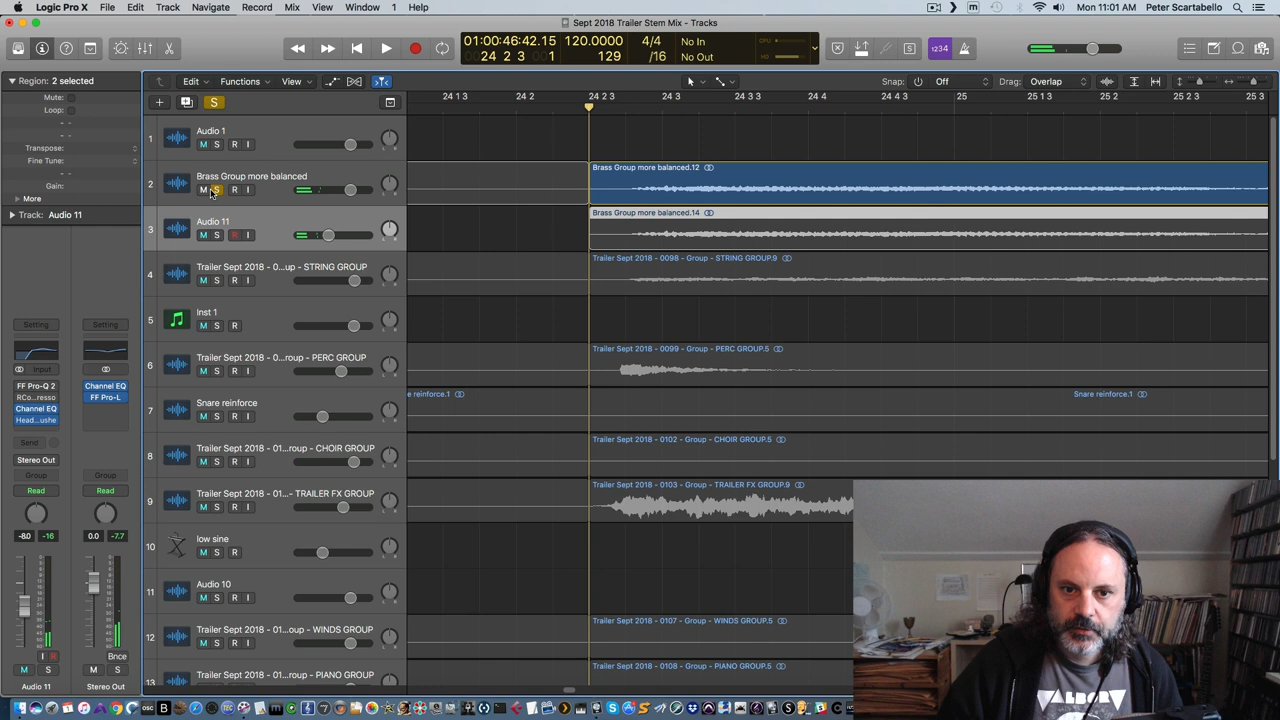 Logic Pro X File Edit Track Navigate Record Mix View Window 1 Help
Mon 11:01 AM Peter Scartabello
Sept 2018 Trailer Stem Mix - Tracks
01:00:46:42.15 120.0000 4/4 No In
24 2 3 1 129 /16 No Out
CPU
1234
Region: 2 selected
Mute:
Loop:
Transpose:
Fine Tune:
Gain:
More
Track: Audio 11
Edit Functions View
Snap: Off Drag: Overlap
S
24 1 3 24 2 24 2 3 24 3 24 3 3 24 4 25 25 1 3 25 2 25 2 3 25 3
1 Audio 1
M S R I
2 Brass Group more balanced
M S R I
Brass Group more balanced.12
3 Audio 11
M S R I
Brass Group more balanced.14
4 Trailer Sept 2018 - 0...up - STRING GROUP
M S R I
Trailer Sept 2018 - 0098 - Group - STRING GROUP.9
5 Inst 1
M S R
6 Trailer Sept 2018 - 0...roup - PERC GROUP
M S R I
Trailer Sept 2018 - 0099 - Group - PERC GROUP.5
7 Snare reinforce
M S R I
e reinforce.1
Snare reinforce.1
8 Trailer Sept 2018 - 01...roup - CHOIR GROUP
M S R I
Trailer Sept 2018 - 0102 - Group - CHOIR GROUP.5
9 Trailer Sept 2018 - 01...- TRAILER FX GROUP
M S R I
Trailer Sept 2018 - 0103 - Group - TRAILER FX GROUP.9
10 low sine
M S R
11 Audio 10
M S R I
12 Trailer Sept 2018 - 01...oup - WINDS GROUP
M S R I
Trailer Sept 2018 - 0107 - Group - WINDS GROUP.5
13 Trailer Sept 2018 - 01...roup - PIANO GROUP
Trailer Sept 2018 - 0108 - Group - PIANO GROUP.5
Setting Setting
Input
FF Pro-Q 2 Channel EQ
RCo...resso FF Pro-L
Channel EQ
Head...ushe
Send
Stereo Out
Group Group
Read Read
-8.0 -16 0.0 -7.7
I R Bnce
M S M S
Audio 11 Stereo Out